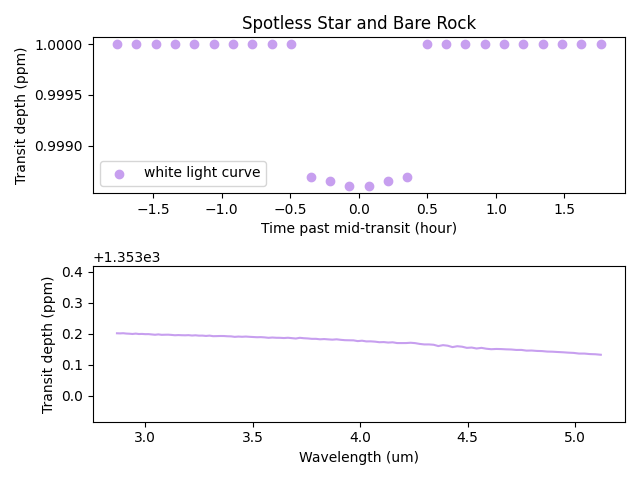 Spotless Star and Bare Rock
Transit depth (ppm)
1.0000
0.9995
0.9990
white light curve
−1.5 −1.0 −0.5 0.0 0.5 1.0 1.5
Time past mid-transit (hour)
+1.353e3
Transit depth (ppm)
0.4
0.3
0.2
0.1
0.0
3.0 3.5 4.0 4.5 5.0
Wavelength (um)